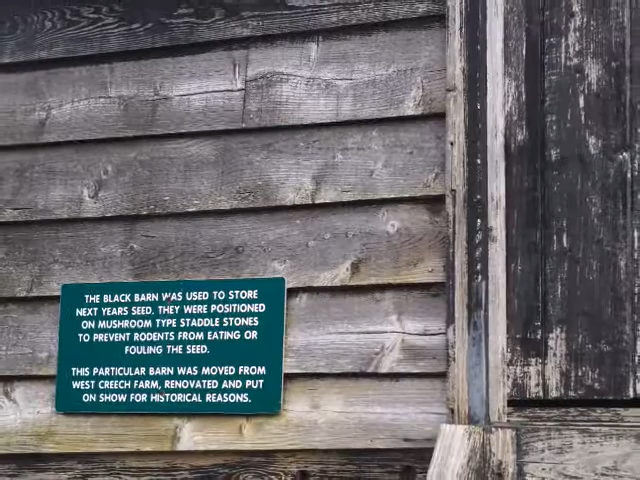 THE BLACK BARN WAS USED TO STORE
NEXT YEARS SEED. THEY WERE POSITIONED
ON MUSHROOM TYPE STADDLE STONES
TO PREVENT RODENTS FROM EATING OR
FOULING THE SEED.
THIS PARTICULAR BARN WAS MOVED FROM
WEST CREECH FARM, RENOVATED AND PUT
ON SHOW FOR HISTORICAL REASONS.